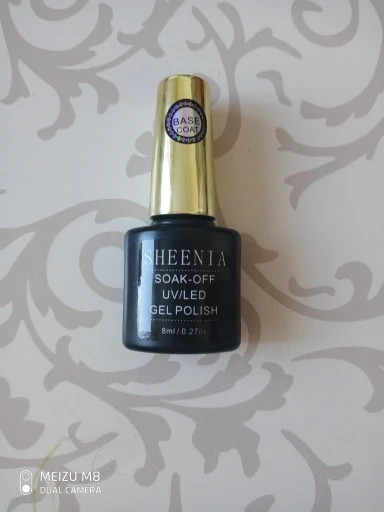 BASE
COAT
SHEENIA
SOAK-OFF
UV/LED
GEL POLISH
8ml / 0.27oz
MEIZU M8
DUAL CAMERA